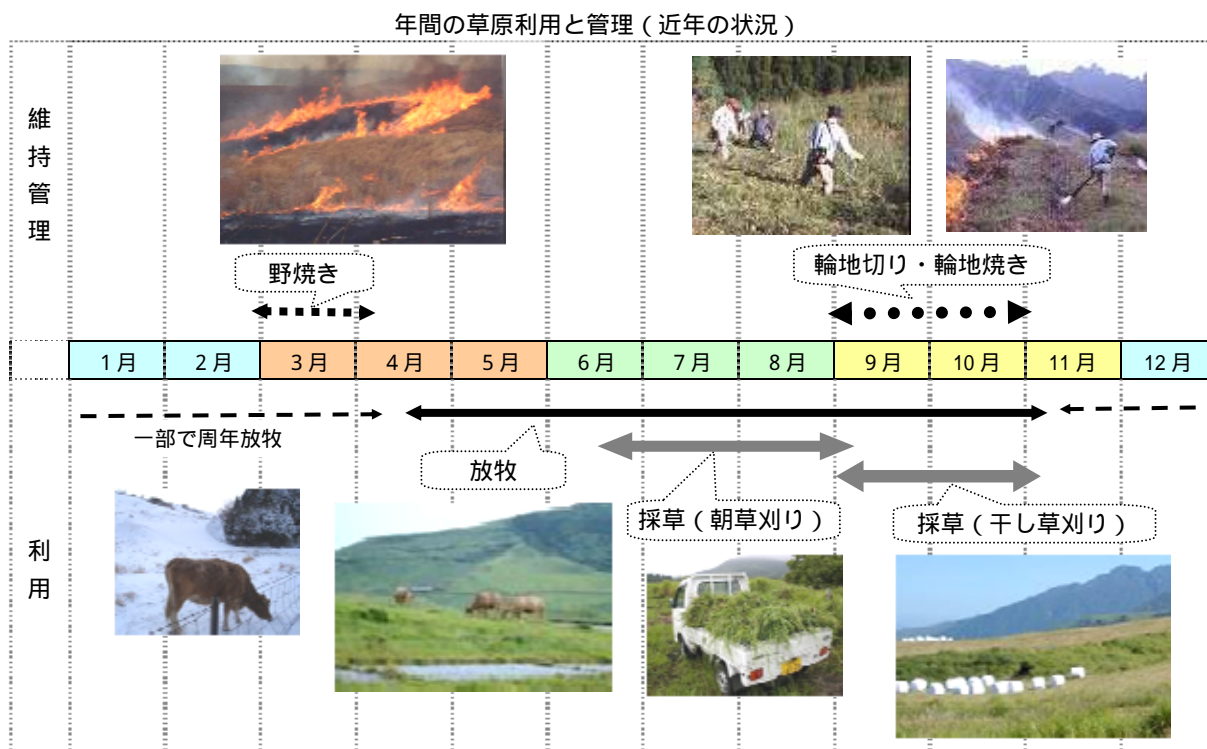 年間の草原利用と管理（近年の状況）
維持管理
野焼き
輪地切り・輪地焼き
1月 2月 3月 4月 5月 6月 7月 8月 9月 10月 11月 12月
一部で周年放牧
放牧
採草（朝草刈り）
採草（干し草刈り）
利用